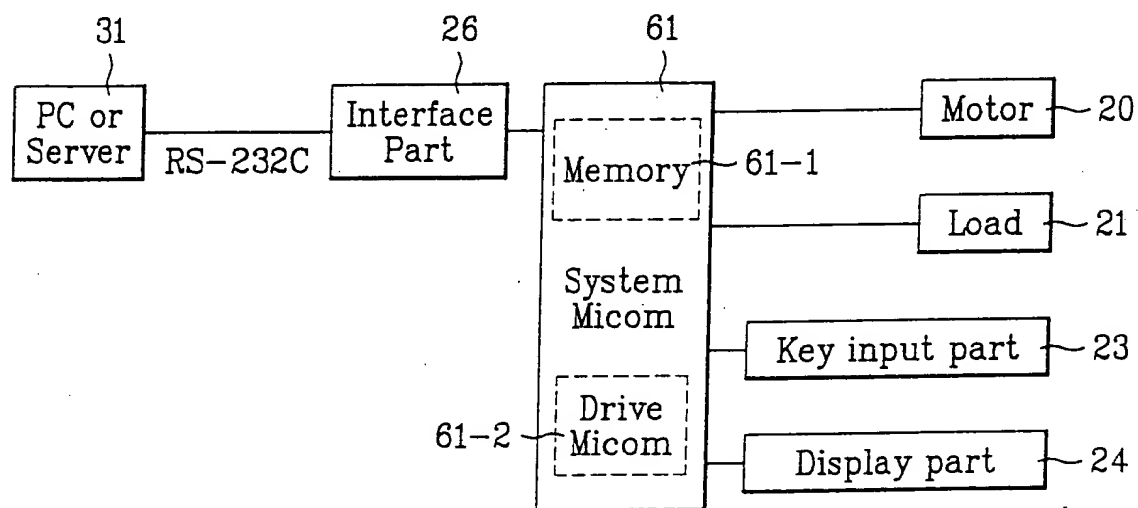 31
26
61
PC or
Server
RS-232C
Interface
Part
Memory
61-1
System
Micom
Drive
Micom
61-2
Motor
20
Load
21
Key input part
23
Display part
24